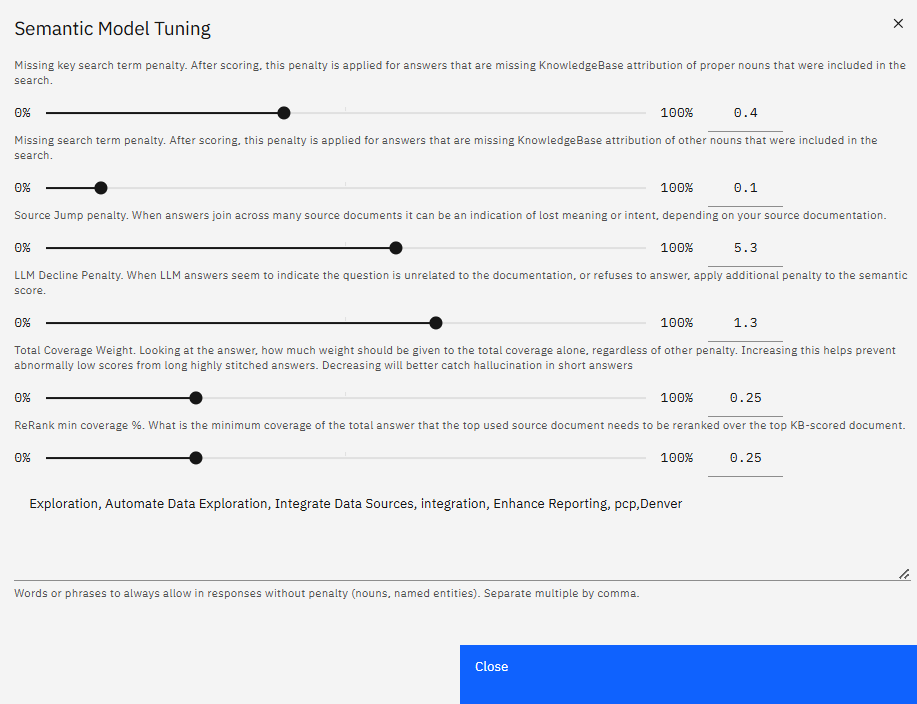 Semantic Model Tuning
Missing key search term penalty. After scoring, this penalty is applied for answers that are missing KnowledgeBase attribution of proper nouns that were included in the
search.
0% 100% 0.4
Missing search term penalty. After scoring, this penalty is applied for answers that are missing KnowledgeBase attribution of other nouns that were included in the
search.
0% 100% 0.1
Source Jump penalty. When answers join across many source documents it can be an indication of lost meaning or intent, depending on your source documentation.
0% 100% 5.3
LLM Decline Penalty. When LLM answers seem to indicate the question is unrelated to the documentation, or refuses to answer, apply additional penalty to the semantic
score.
0% 100% 1.3
Total Coverage Weight. Looking at the answer, how much weight should be given to the total coverage alone, regardless of other penalty. Increasing this helps prevent
abnormally low scores from long highly stitched answers. Decreasing will better catch hallucination in short answers
0% 100% 0.25
ReRank min coverage %. What is the minimum coverage of the total answer that the top used source document needs to be reranked over the top KB-scored document.
0% 100% 0.25
Exploration, Automate Data Exploration, Integrate Data Sources, integration, Enhance Reporting, pcp,Denver
Words or phrases to always allow in responses without penalty (nouns, named entities). Separate multiple by comma.
Close